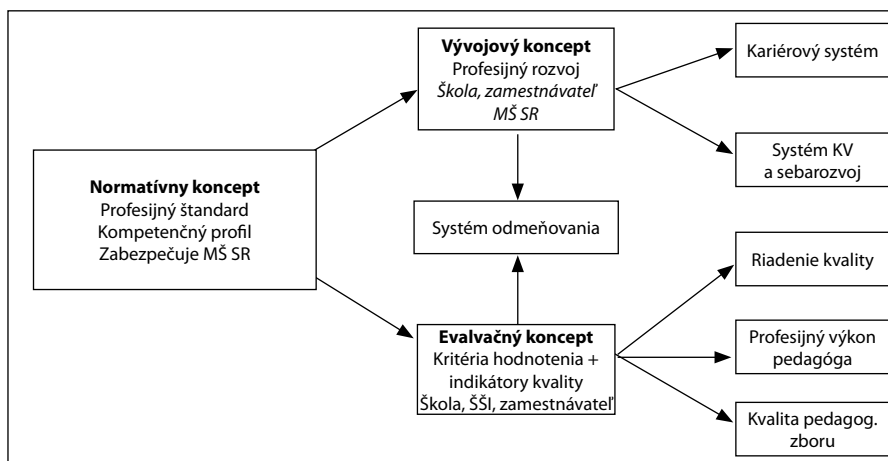 Normatívny koncept
Profesijný štandard
Kompetenčný profil
Zabezpečuje MŠ SR
Vývojový koncept
Profesijný rozvoj
Škola, zamestnávateľ
MŠ SR
Systém odmeňovania
Evalvačný koncept
Kritéria hodnotenia +
indikátory kvality
Škola, ŠŠI, zamestnávateľ
Kariérový systém
Systém KV
a sebarozvoj
Riadenie kvality
Profesijný výkon
pedagóga
Kvalita pedagog.
zboru